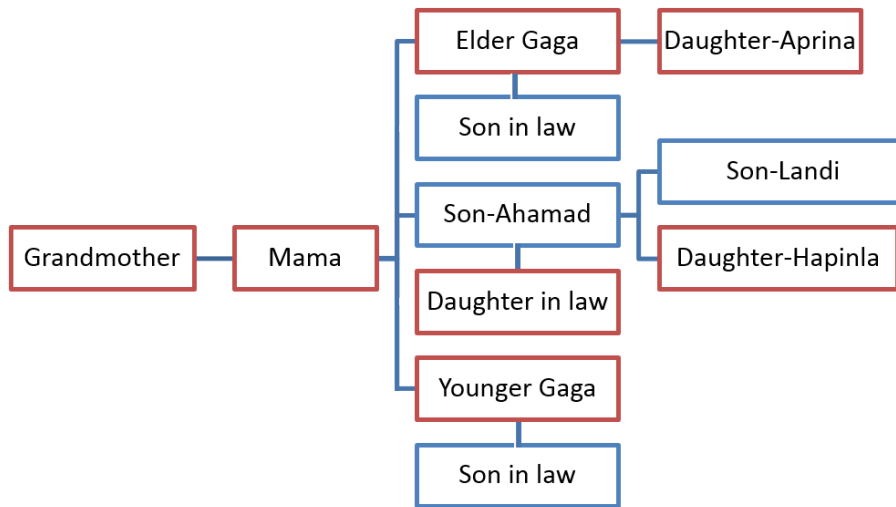 Elder Gaga
Daughter-Aprina
Son in law
Son-Landi
Son-Ahamad
Grandmother
Mama
Daughter-Hapinla
Daughter in law
Younger Gaga
Son in law